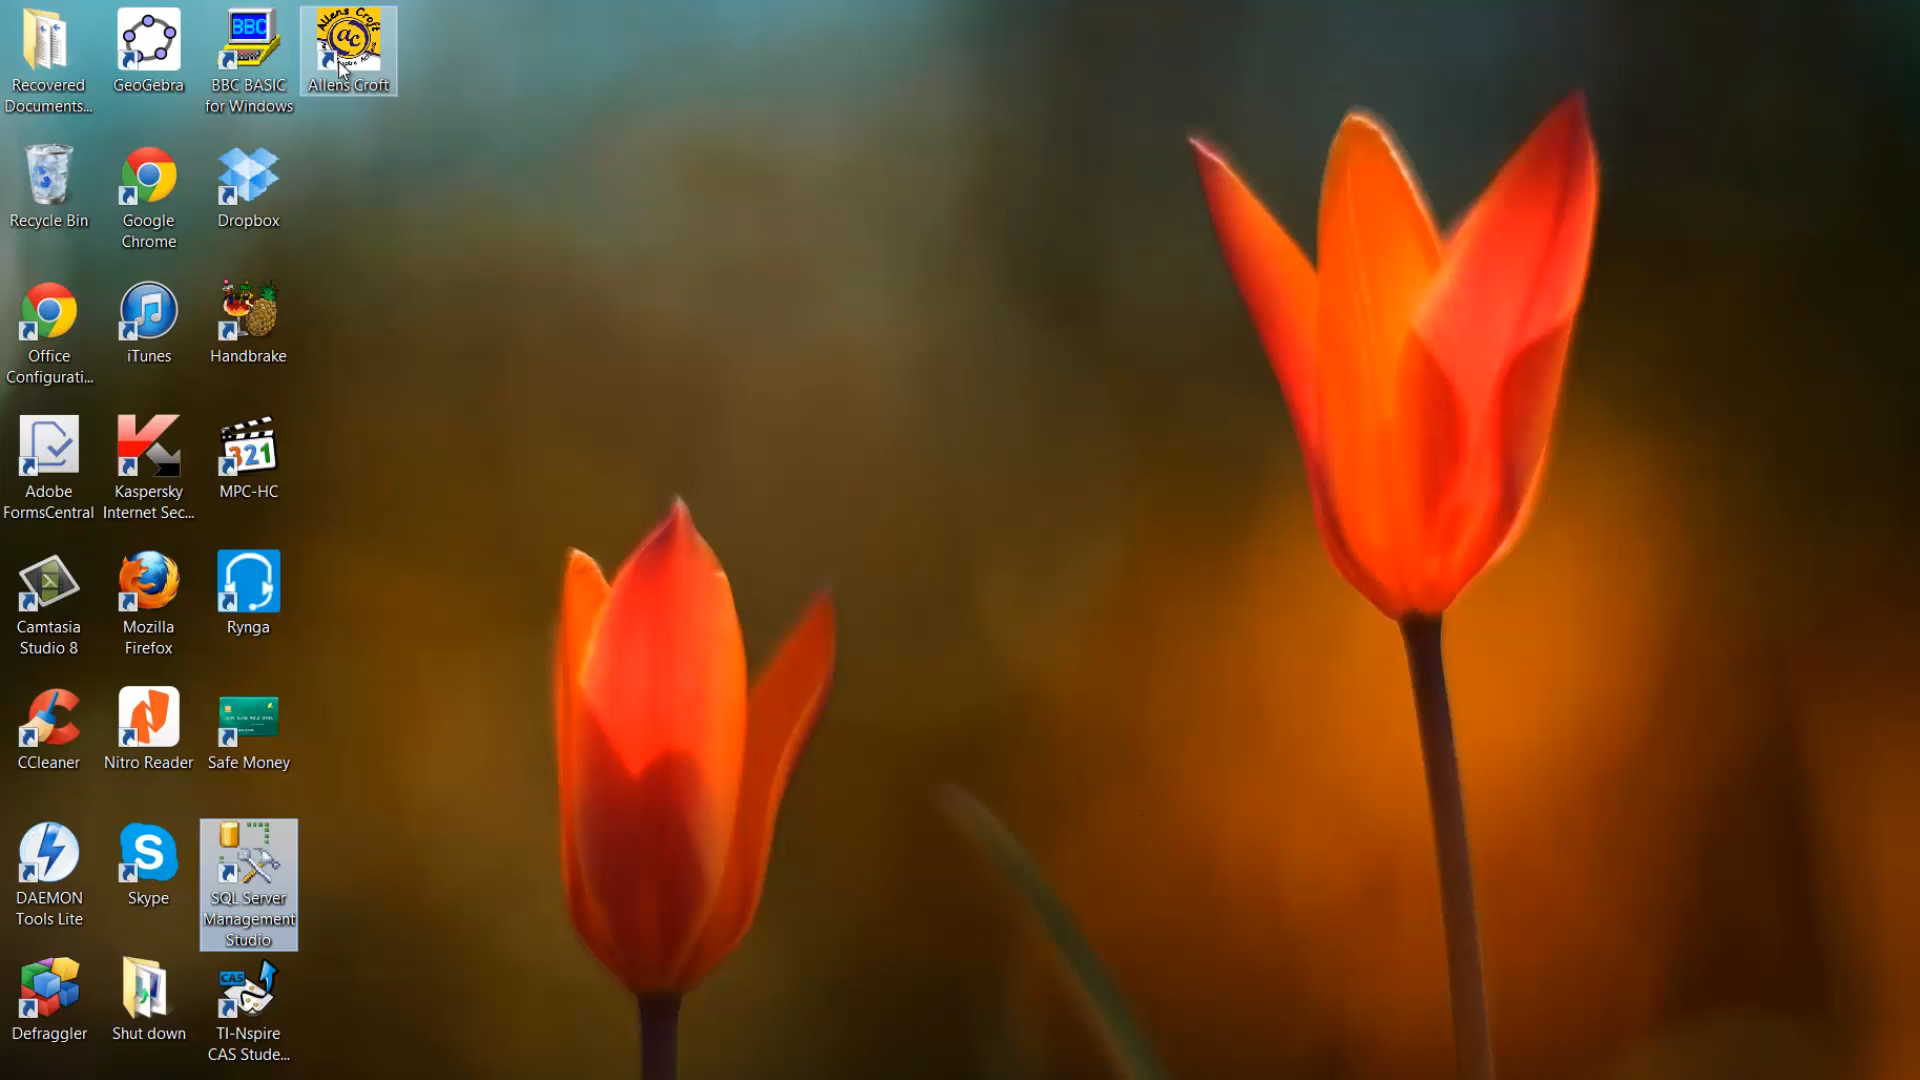 Recovered
Documents...
GeoGebra
BBC
BBC BASIC
for Windows
Allens Croft
ac
Allens Croft
Recycle Bin
Google
Chrome
Dropbox
Office
Configurati...
iTunes
Handbrake
Adobe
FormsCentral
Kaspersky
Internet Sec...
321
MPC-HC
Camtasia
Studio 8
Mozilla
Firefox
Rynga
CCleaner
Nitro Reader
Safe Money
DAEMON
Tools Lite
S
Skype
SQL Server
Management
Studio
Defraggler
Shut down
CAS
TI-Nspire
CAS Stude...